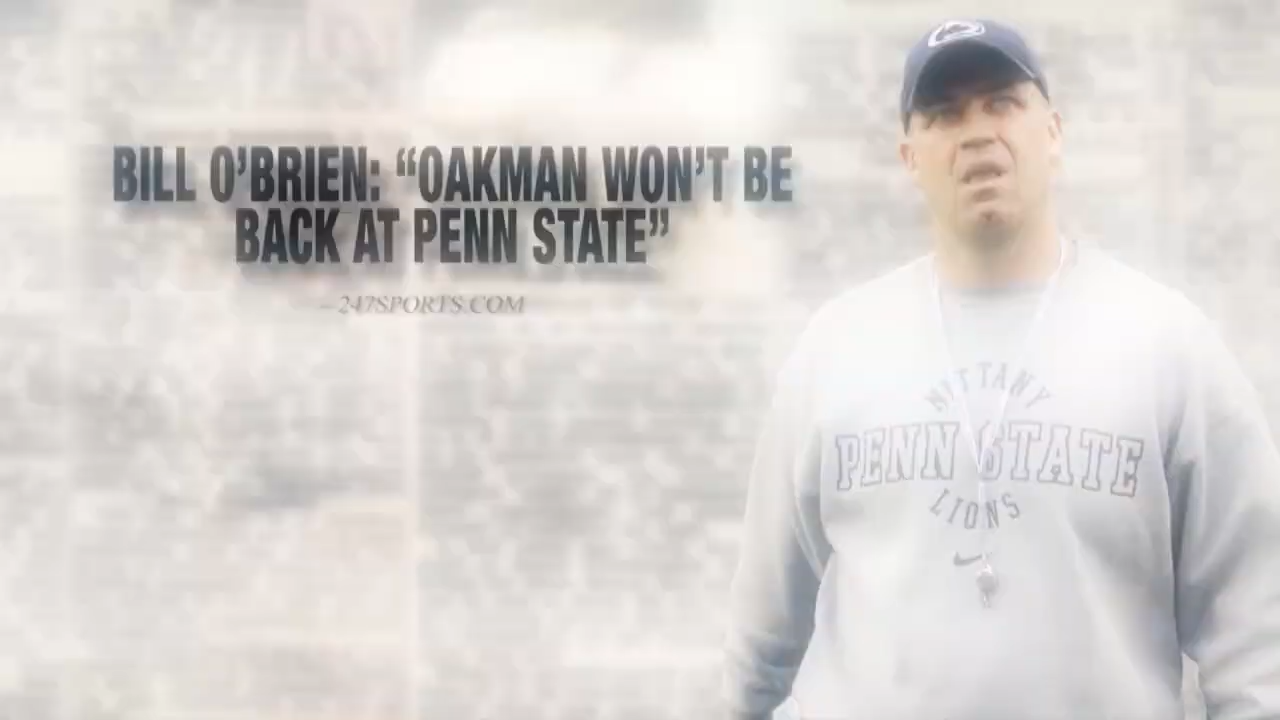 BILL O'BRIEN: “OAKMAN WON'T BE
BACK AT PENN STATE”
– 247SPORTS.COM
NITTANY
PENN STATE
LIONS